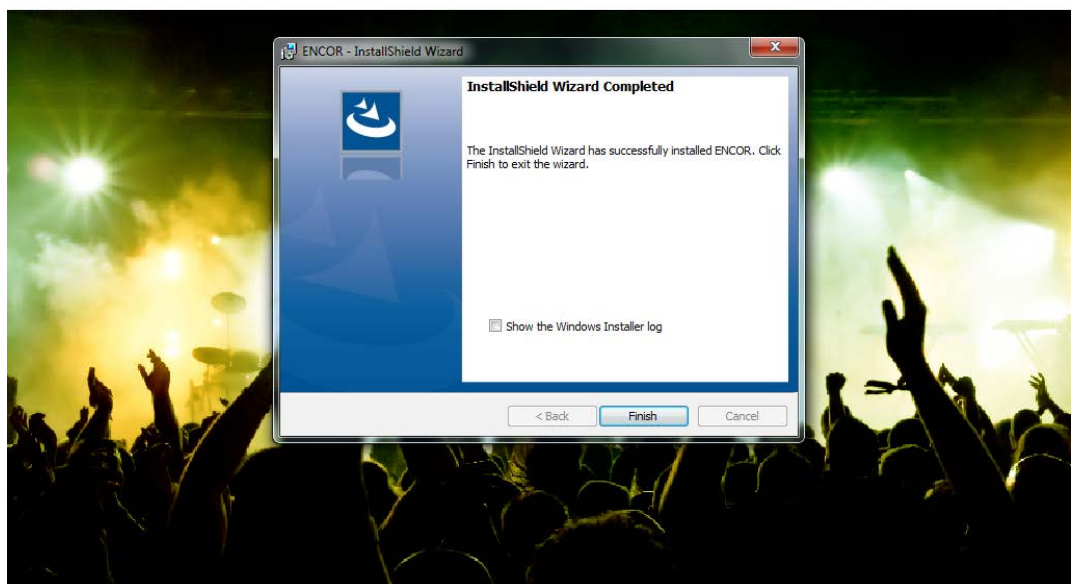 ENCOR - InstallShield Wizard
InstallShield Wizard Completed
The InstallShield Wizard has successfully installed ENCOR. Click
Finish to exit the wizard.
Show the Windows Installer log
< Back
Finish
Cancel